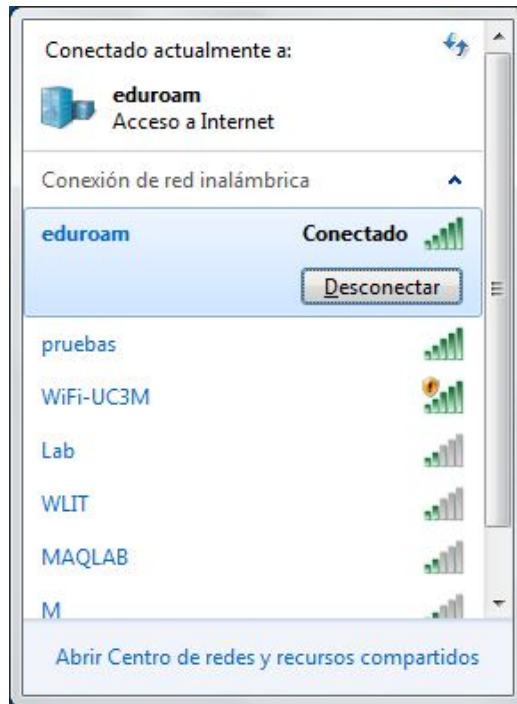 Conectado actualmente a:
eduroam
Acceso a Internet
Conexión de red inalámbrica
eduroam Conectado
Desconectar
pruebas
WiFi-UC3M
Lab
WLIT
MAQLAB
M
Abrir Centro de redes y recursos compartidos